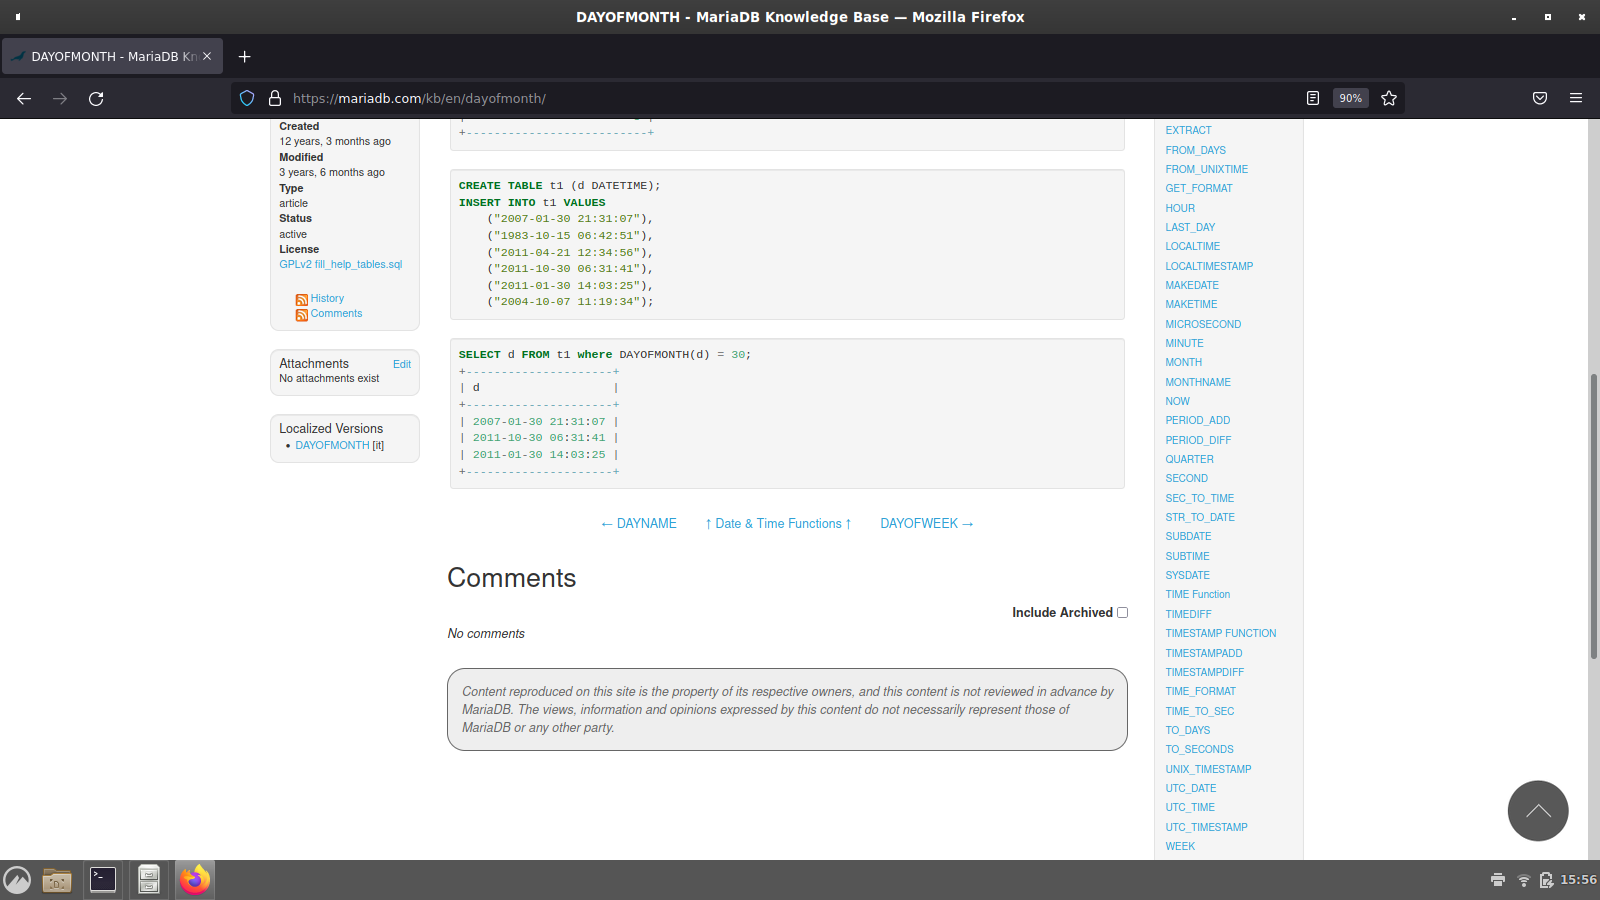 DAYOFMONTH - MariaDB Knowledge Base — Mozilla Firefox
DAYOFMONTH - MariaDB Kn
https://mariadb.com/kb/en/dayofmonth/
90%
Created
12 years, 3 months ago
Modified
3 years, 6 months ago
Type
article
Status
active
License
GPLv2 fill_help_tables.sql
History
Comments
Attachments Edit
No attachments exist
Localized Versions
• DAYOFMONTH [it]
+--------------------------+
CREATE TABLE t1 (d DATETIME);
INSERT INTO t1 VALUES
("2007-01-30 21:31:07"),
("1983-10-15 06:42:51"),
("2011-04-21 12:34:56"),
("2011-10-30 06:31:41"),
("2011-01-30 14:03:25"),
("2004-10-07 11:19:34");
SELECT d FROM t1 where DAYOFMONTH(d) = 30;
+---------------------+
| d                   |
+---------------------+
| 2007-01-30 21:31:07 |
| 2011-10-30 06:31:41 |
| 2011-01-30 14:03:25 |
+---------------------+
← DAYNAME ↑ Date & Time Functions ↑ DAYOFWEEK →
Comments
Include Archived
No comments
Content reproduced on this site is the property of its respective owners, and this content is not reviewed in advance by
MariaDB. The views, information and opinions expressed by this content do not necessarily represent those of
MariaDB or any other party.
EXTRACT
FROM_DAYS
FROM_UNIXTIME
GET_FORMAT
HOUR
LAST_DAY
LOCALTIME
LOCALTIMESTAMP
MAKEDATE
MAKETIME
MICROSECOND
MINUTE
MONTH
MONTHNAME
NOW
PERIOD_ADD
PERIOD_DIFF
QUARTER
SECOND
SEC_TO_TIME
STR_TO_DATE
SUBDATE
SUBTIME
SYSDATE
TIME Function
TIMEDIFF
TIMESTAMP FUNCTION
TIMESTAMPADD
TIMESTAMPDIFF
TIME_FORMAT
TIME_TO_SEC
TO_DAYS
TO_SECONDS
UNIX_TIMESTAMP
UTC_DATE
UTC_TIME
UTC_TIMESTAMP
WEEK
15:56